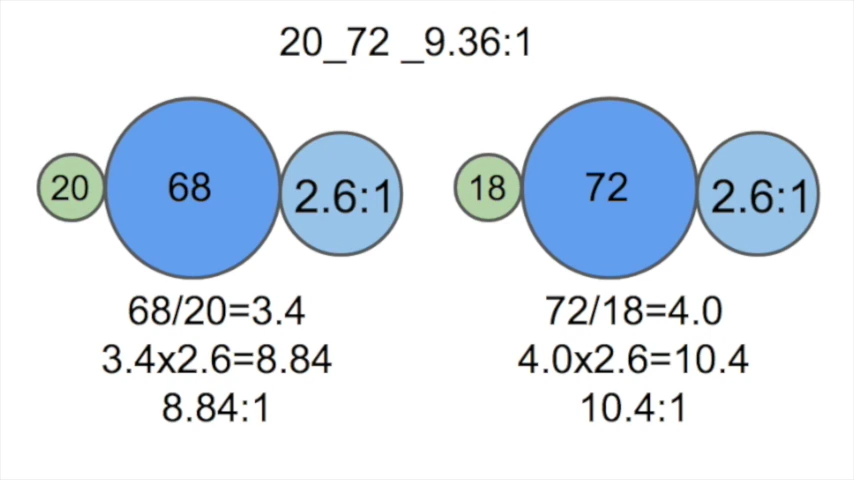 20_72 _9.36:1
20 68 2.6:1
18 72 2.6:1
68/20=3.4
3.4x2.6=8.84
8.84:1
72/18=4.0
4.0x2.6=10.4
10.4:1